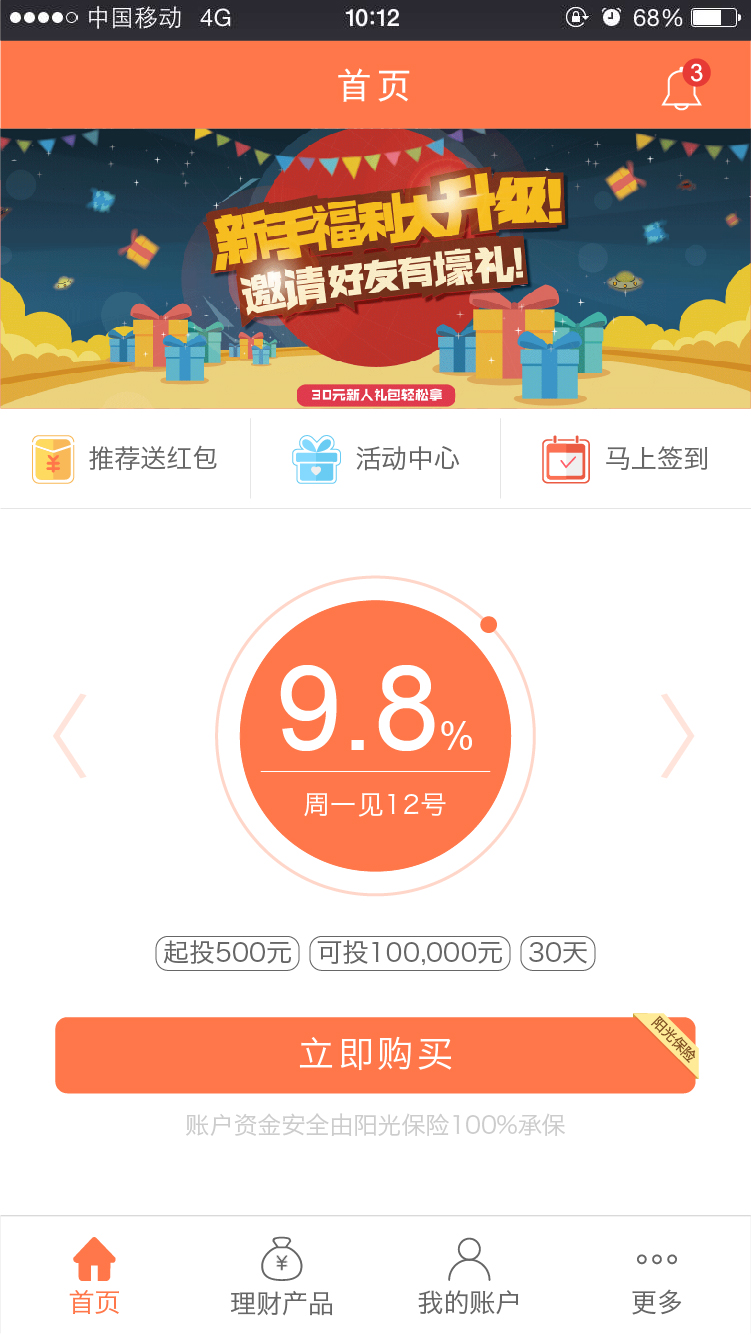 中国移动 4G 10:12 68%
首页
3
新手福利大升级!
邀请好友有壕礼!
30元新人礼包轻松拿
推荐送红包 活动中心 马上签到
9.8%
周一见12号
起投500元 可投100,000元 30天
立即购买
阳光保险
账户资金安全由阳光保险100%承保
首页 理财产品 我的账户 更多